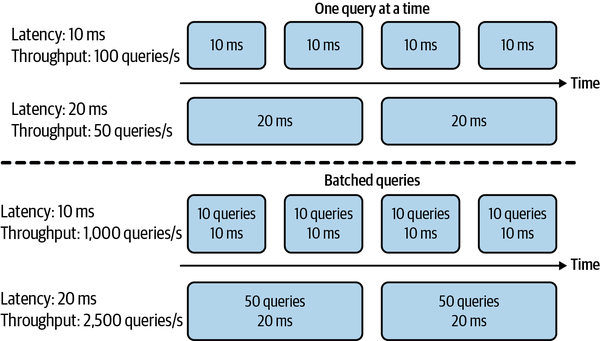 One query at a time
Latency: 10 ms
Throughput: 100 queries/s
10 ms
10 ms
10 ms
10 ms
Time
Latency: 20 ms
Throughput: 50 queries/s
20 ms
20 ms
Batched queries
Latency: 10 ms
Throughput: 1,000 queries/s
10 queries
10 ms
10 queries
10 ms
10 queries
10 ms
10 queries
10 ms
Time
Latency: 20 ms
Throughput: 2,500 queries/s
50 queries
20 ms
50 queries
20 ms